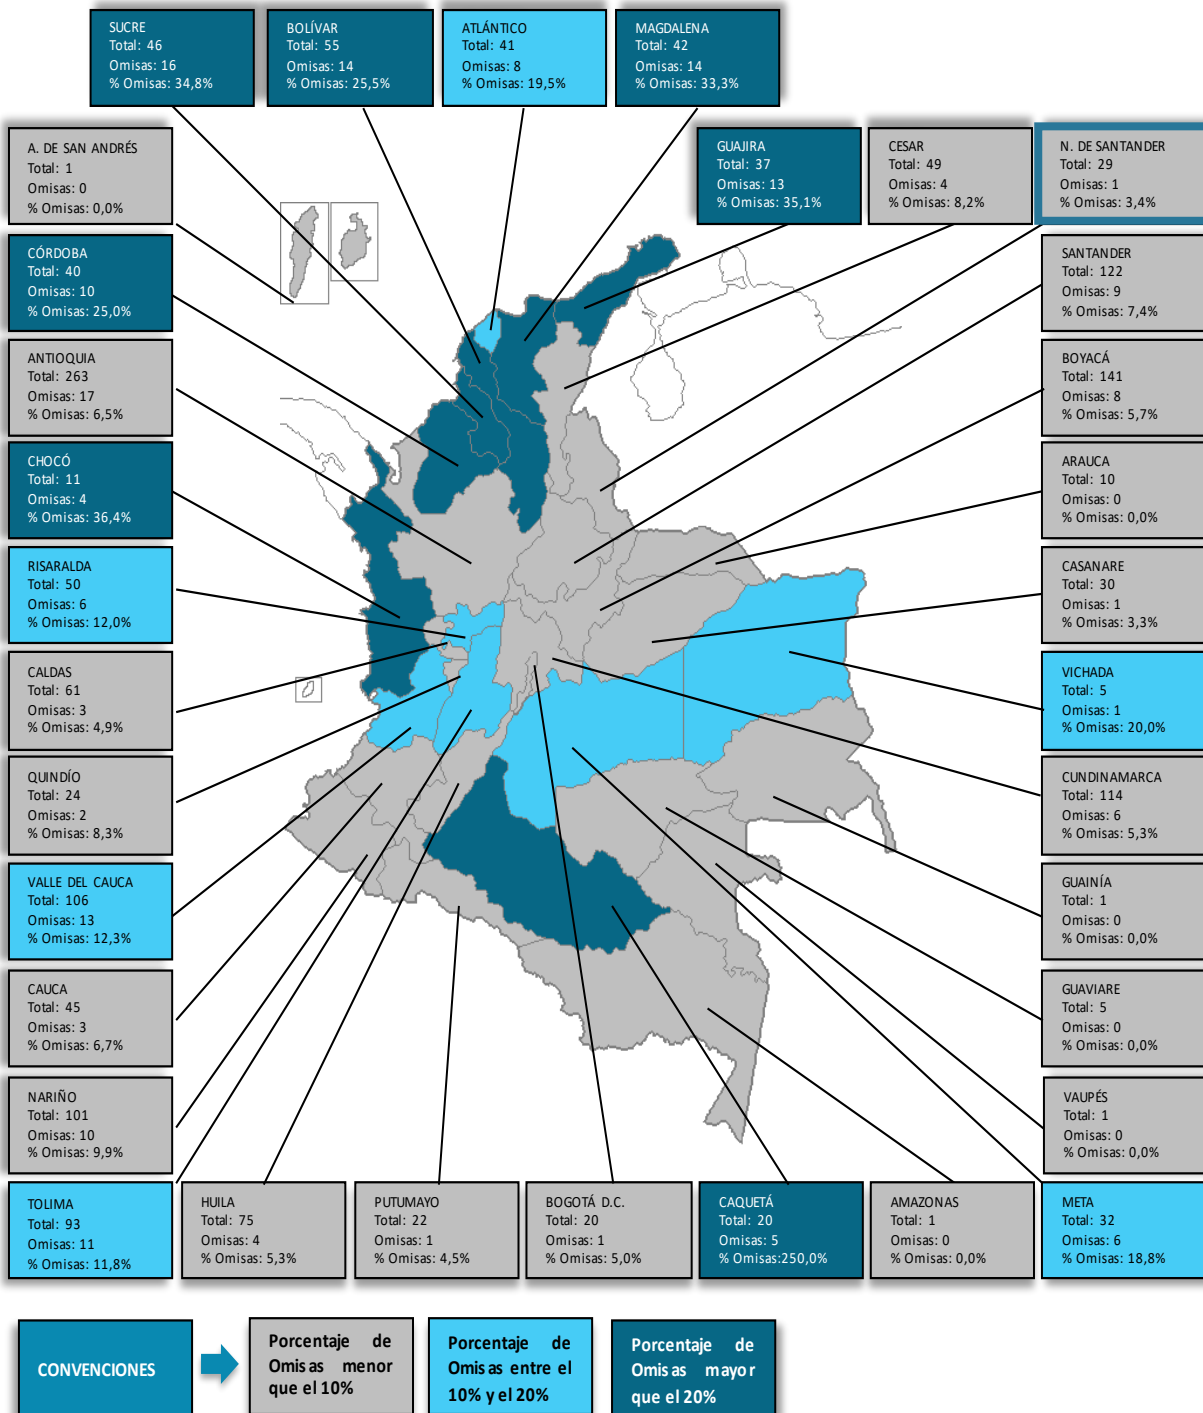 SUCRE
Total: 46
Omisas: 16
% Omisas: 34,8%
BOLÍVAR
Total: 55
Omisas: 14
% Omisas: 25,5%
ATLÁNTICO
Total: 41
Omisas: 8
% Omisas: 19,5%
MAGDALENA
Total: 42
Omisas: 14
% Omisas: 33,3%
A. DE SAN ANDRÉS
Total: 1
Omisas: 0
% Omisas: 0,0%
GUAJIRA
Total: 37
Omisas: 13
% Omisas: 35,1%
CESAR
Total: 49
Omisas: 4
% Omisas: 8,2%
N. DE SANTANDER
Total: 29
Omisas: 1
% Omisas: 3,4%
CÓRDOBA
Total: 40
Omisas: 10
% Omisas: 25,0%
SANTANDER
Total: 122
Omisas: 9
% Omisas: 7,4%
ANTIOQUIA
Total: 263
Omisas: 17
% Omisas: 6,5%
BOYACÁ
Total: 141
Omisas: 8
% Omisas: 5,7%
CHOCÓ
Total: 11
Omisas: 4
% Omisas: 36,4%
ARAUCA
Total: 10
Omisas: 0
% Omisas: 0,0%
RISARALDA
Total: 50
Omisas: 6
% Omisas: 12,0%
CASANARE
Total: 30
Omisas: 1
% Omisas: 3,3%
CALDAS
Total: 61
Omisas: 3
% Omisas: 4,9%
VICHADA
Total: 5
Omisas: 1
% Omisas: 20,0%
QUINDÍO
Total: 24
Omisas: 2
% Omisas: 8,3%
CUNDINAMARCA
Total: 114
Omisas: 6
% Omisas: 5,3%
VALLE DEL CAUCA
Total: 106
Omisas: 13
% Omisas: 12,3%
GUAINÍA
Total: 1
Omisas: 0
% Omisas: 0,0%
CAUCA
Total: 45
Omisas: 3
% Omisas: 6,7%
GUAVIARE
Total: 5
Omisas: 0
% Omisas: 0,0%
NARIÑO
Total: 101
Omisas: 10
% Omisas: 9,9%
VAUPÉS
Total: 1
Omisas: 0
% Omisas: 0,0%
TOLIMA
Total: 93
Omisas: 11
% Omisas: 11,8%
HUILA
Total: 75
Omisas: 4
% Omisas: 5,3%
PUTUMAYO
Total: 22
Omisas: 1
% Omisas: 4,5%
BOGOTÁ D.C.
Total: 20
Omisas: 1
% Omisas: 5,0%
CAQUETÁ
Total: 20
Omisas: 5
% Omisas:250,0%
AMAZONAS
Total: 1
Omisas: 0
% Omisas: 0,0%
META
Total: 32
Omisas: 6
% Omisas: 18,8%
CONVENCIONES
Porcentaje de
Omisas menor
que el 10%
Porcentaje de
Omisas entre el
10% y el 20%
Porcentaje de
Omisas mayor
que el 20%